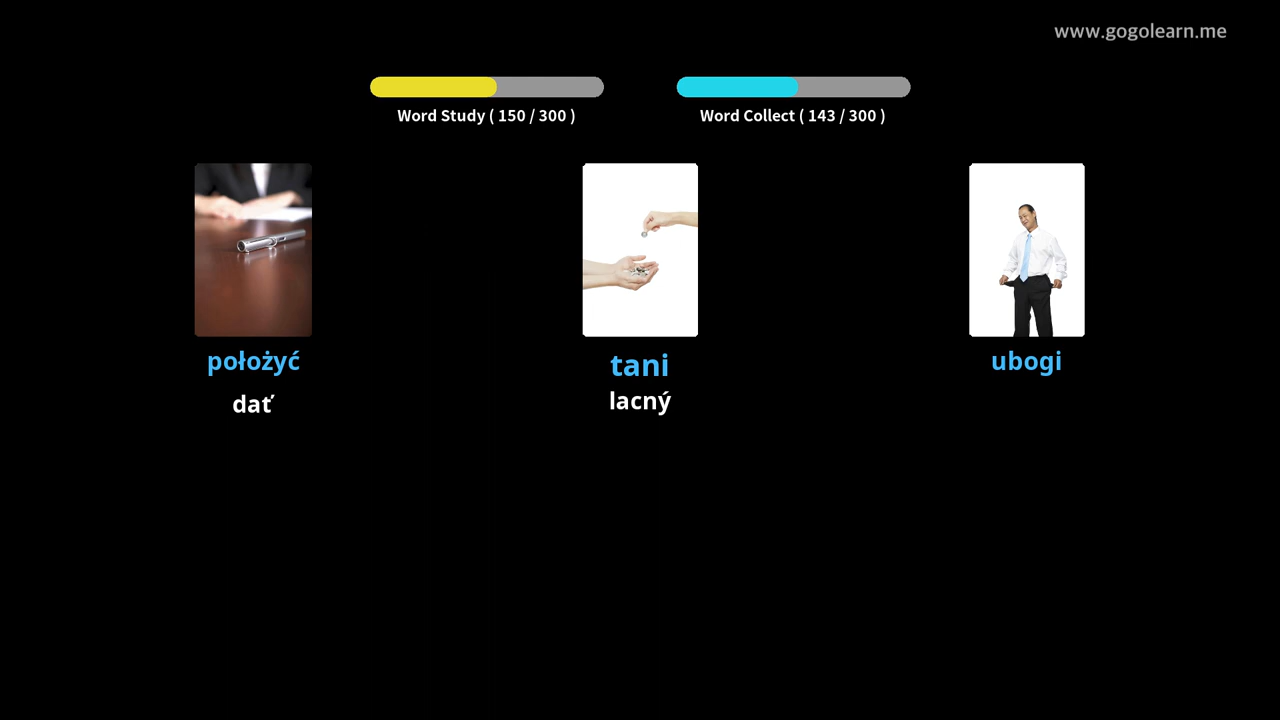 www.gogolearn.me
Word Study ( 150 / 300 )
Word Collect ( 143 / 300 )
położyć
tani
ubogi
dať
lacný